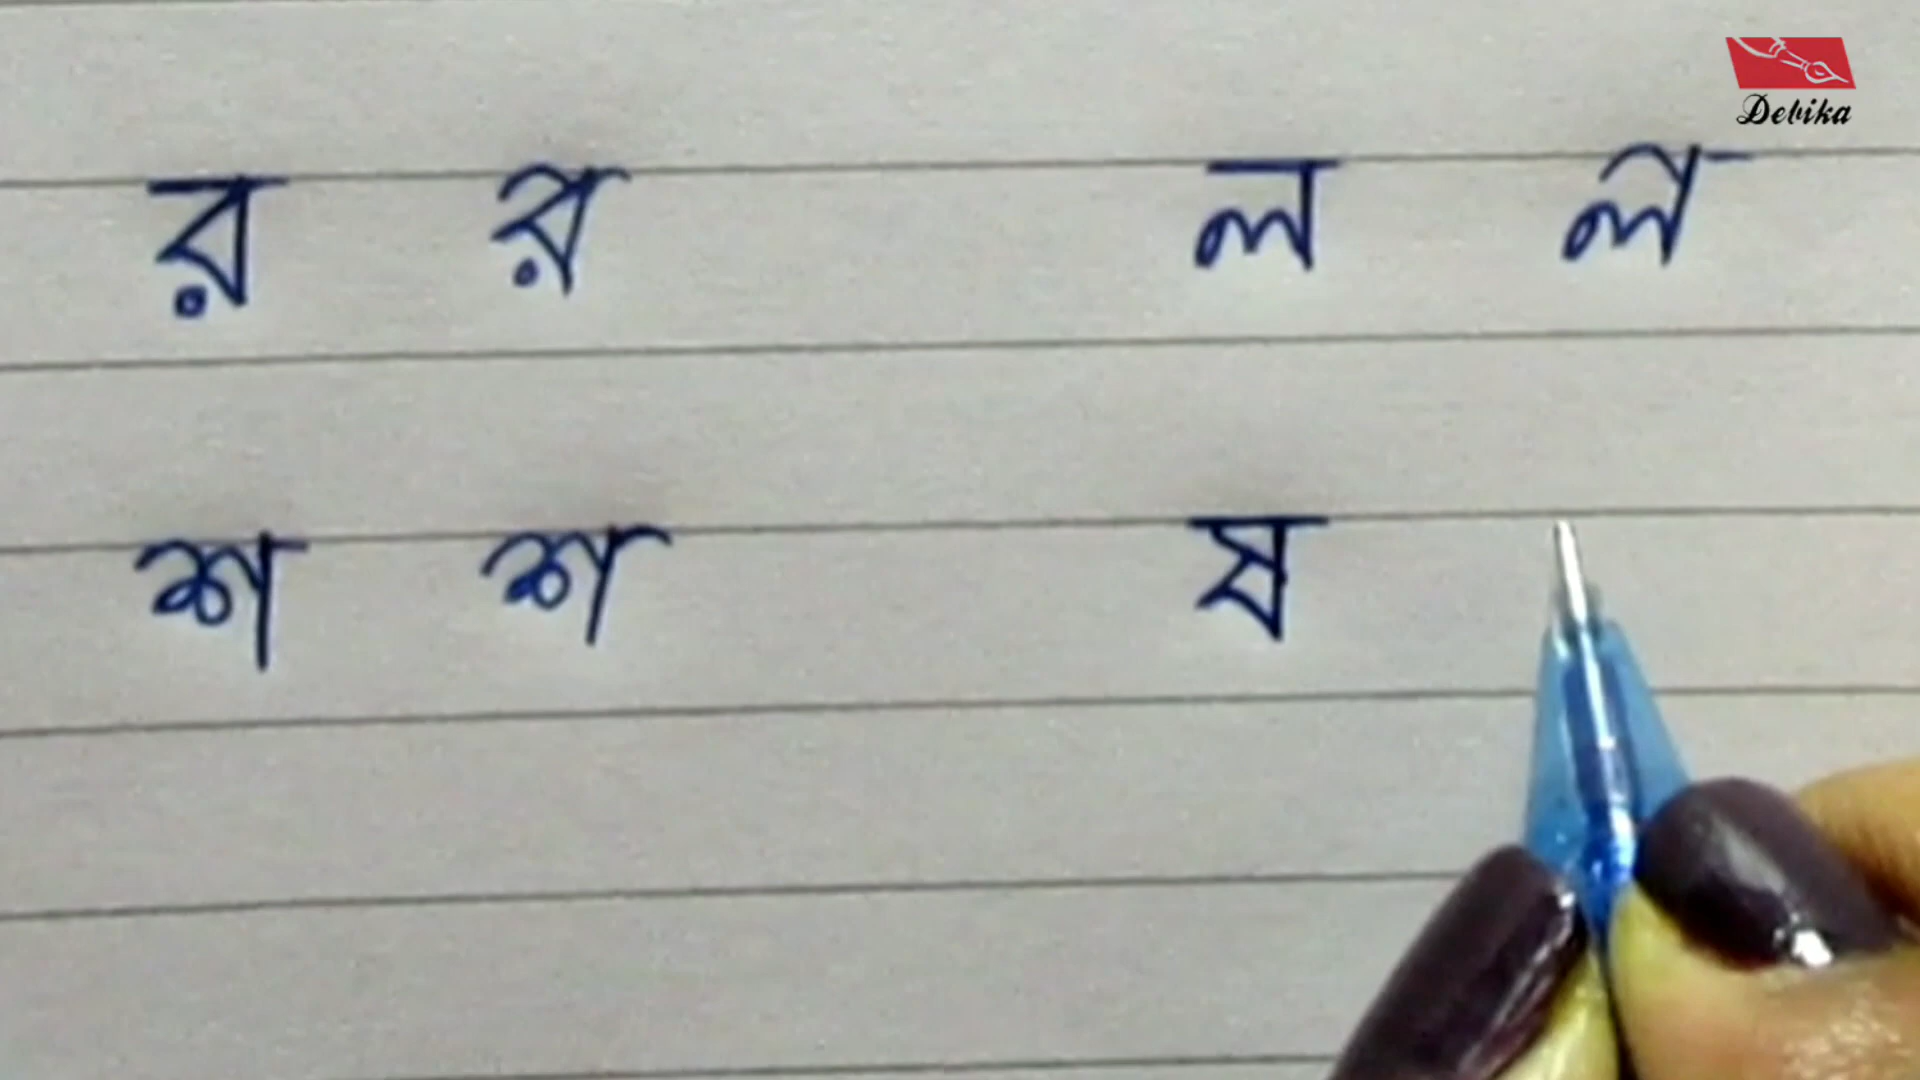 Debika
র র ল ল
শ শ ষ